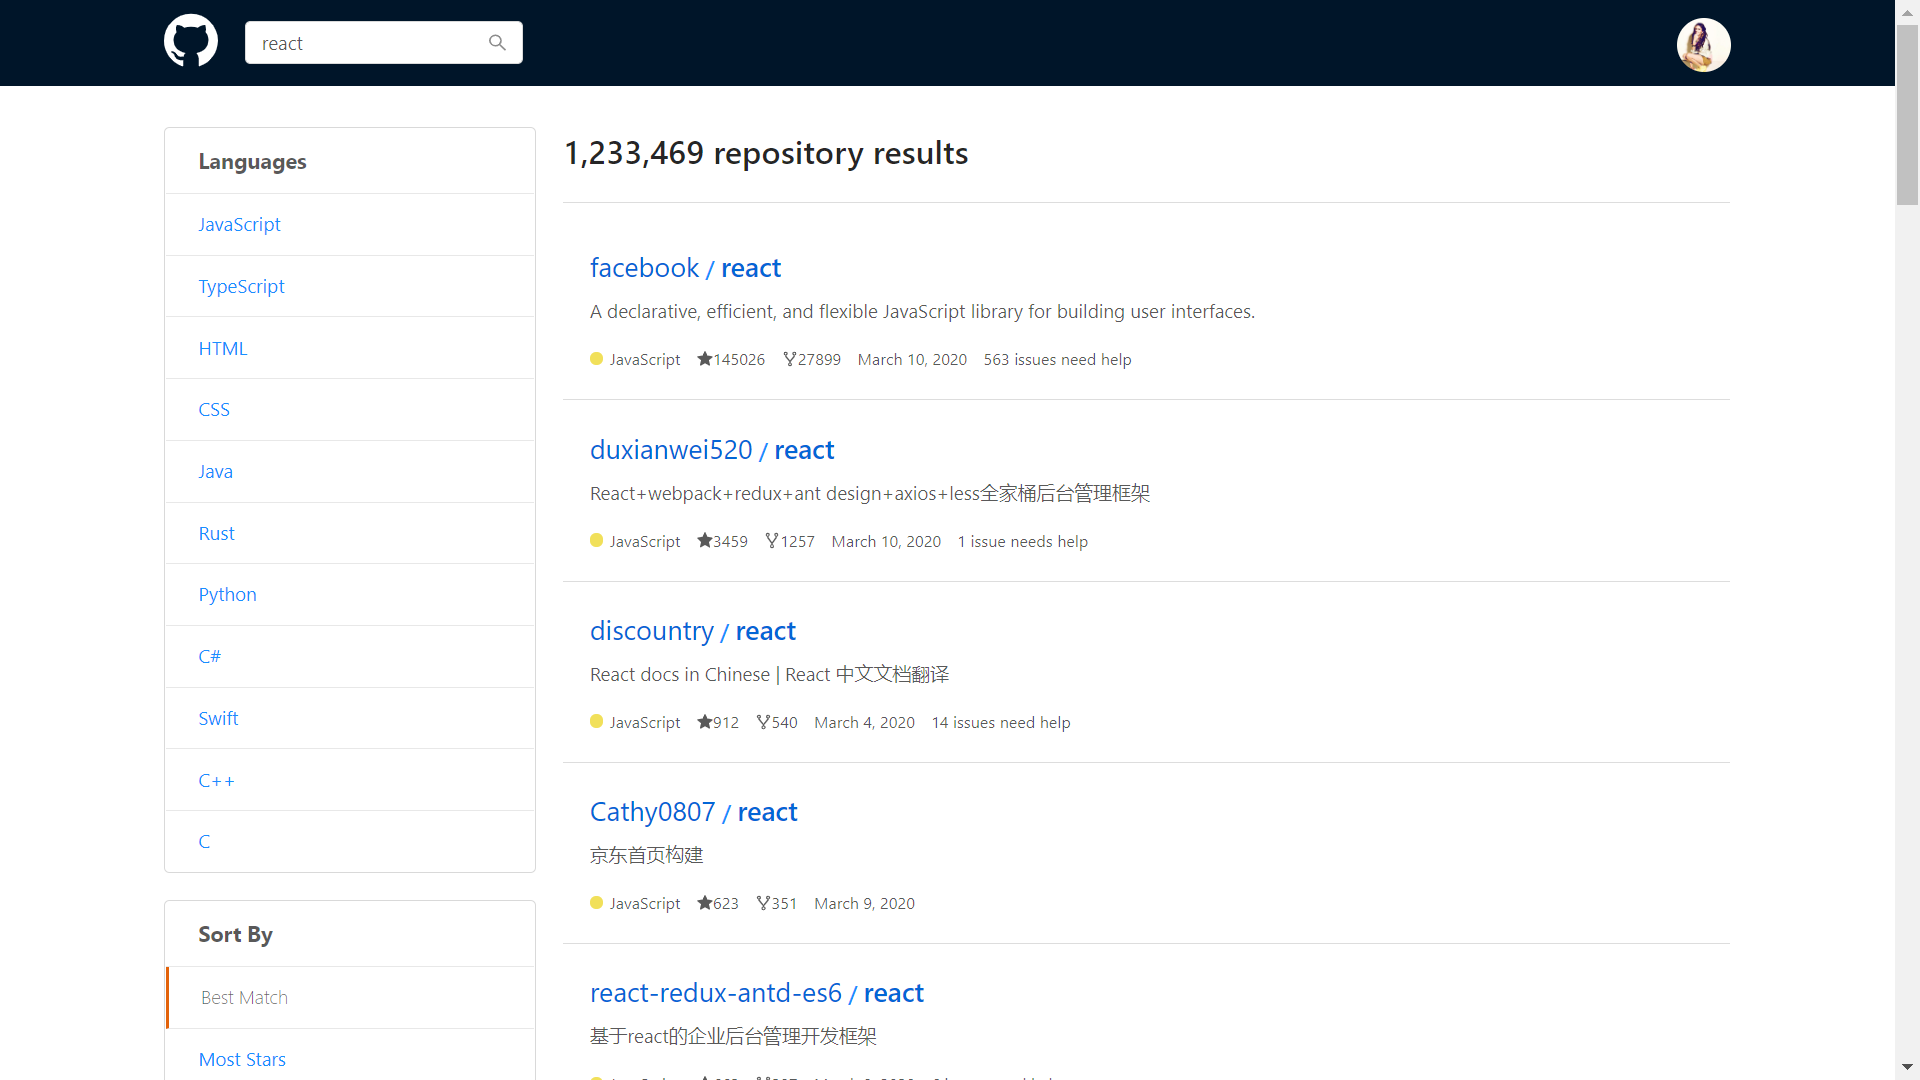 react
Languages
JavaScript
TypeScript
HTML
CSS
Java
Rust
Python
C#
Swift
C++
C
Sort By
Best Match
Most Stars
1,233,469 repository results
facebook / react
A declarative, efficient, and flexible JavaScript library for building user interfaces.
JavaScript 145026 27899 March 10, 2020 563 issues need help
duxianwei520 / react
React+webpack+redux+ant design+axios+less全家桶后台管理框架
JavaScript 3459 1257 March 10, 2020 1 issue needs help
discountry / react
React docs in Chinese | React 中文文档翻译
JavaScript 912 540 March 4, 2020 14 issues need help
Cathy0807 / react
京东首页构建
JavaScript 623 351 March 9, 2020
react-redux-antd-es6 / react
基于react的企业后台管理开发框架